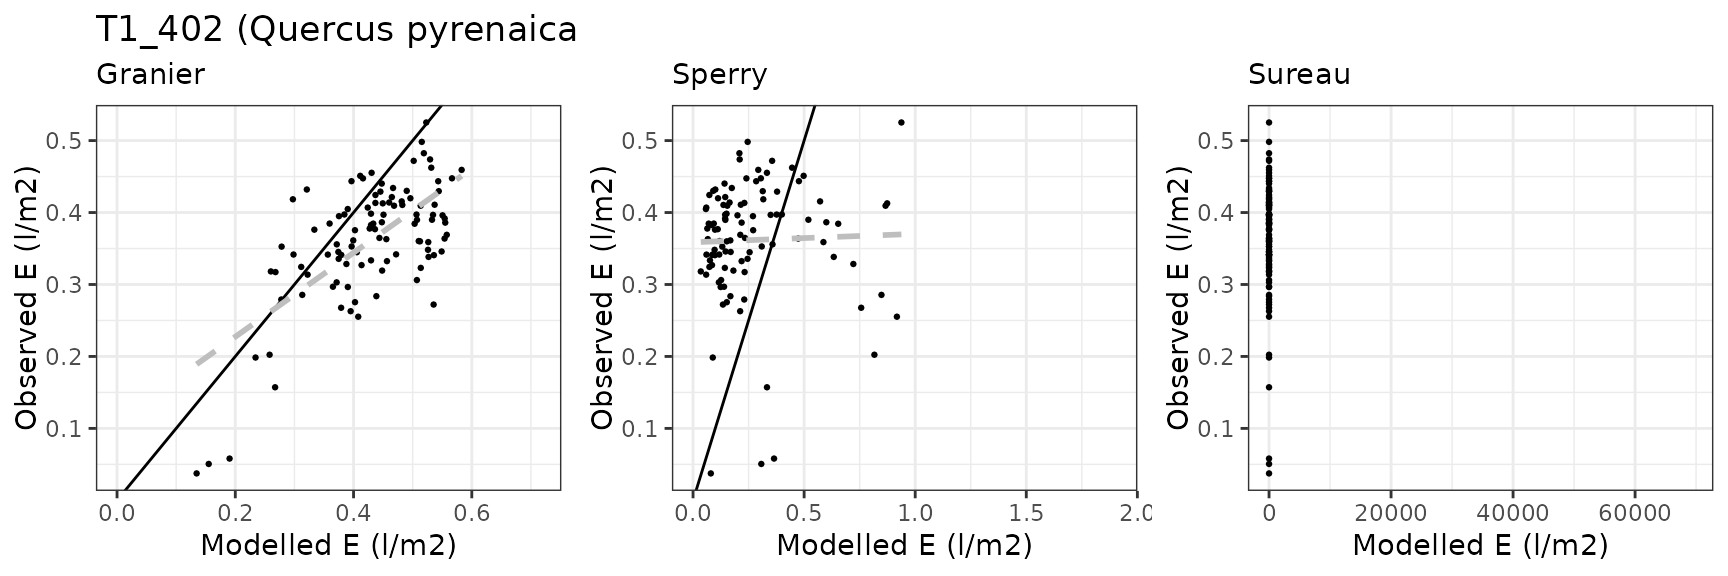 T1_402 (Quercus pyrenaica
Granier
Observed E (l/m2)
0.5
0.4
0.3
0.2
0.1
0.0 0.2 0.4 0.6
Modelled E (l/m2)
Sperry
Observed E (l/m2)
0.5
0.4
0.3
0.2
0.1
0.0 0.5 1.0 1.5 2.0
Modelled E (l/m2)
Sureau
Observed E (l/m2)
0.5
0.4
0.3
0.2
0.1
0 20000 40000 60000
Modelled E (l/m2)